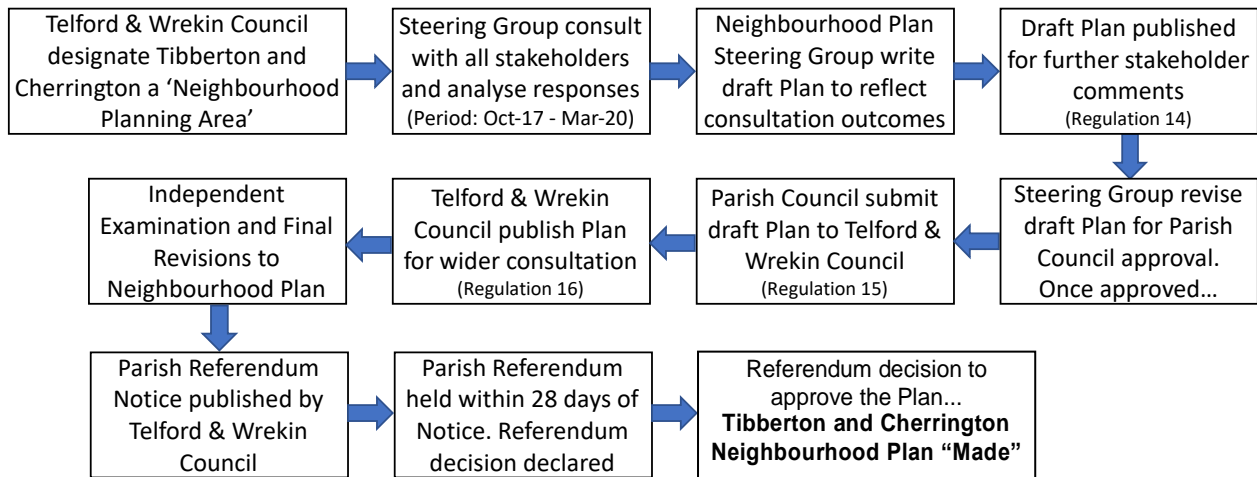 Telford & Wrekin Council
designate Tibberton and
Cherrington a ‘Neighbourhood
Planning Area’
Steering Group consult
with all stakeholders
and analyse responses
(Period: Oct-17 - Mar-20)
Neighbourhood Plan
Steering Group write
draft Plan to reflect
consultation outcomes
Draft Plan published
for further stakeholder
comments
(Regulation 14)
Steering Group revise
draft Plan for Parish
Council approval.
Once approved…
Parish Council submit
draft Plan to Telford &
Wrekin Council
(Regulation 15)
Telford & Wrekin
Council publish Plan
for wider consultation
(Regulation 16)
Independent
Examination and Final
Revisions to
Neighbourhood Plan
Parish Referendum
Notice published by
Telford & Wrekin
Council
Parish Referendum
held within 28 days of
Notice. Referendum
decision declared
Referendum decision to
approve the Plan...
Tibberton and Cherrington
Neighbourhood Plan “Made”